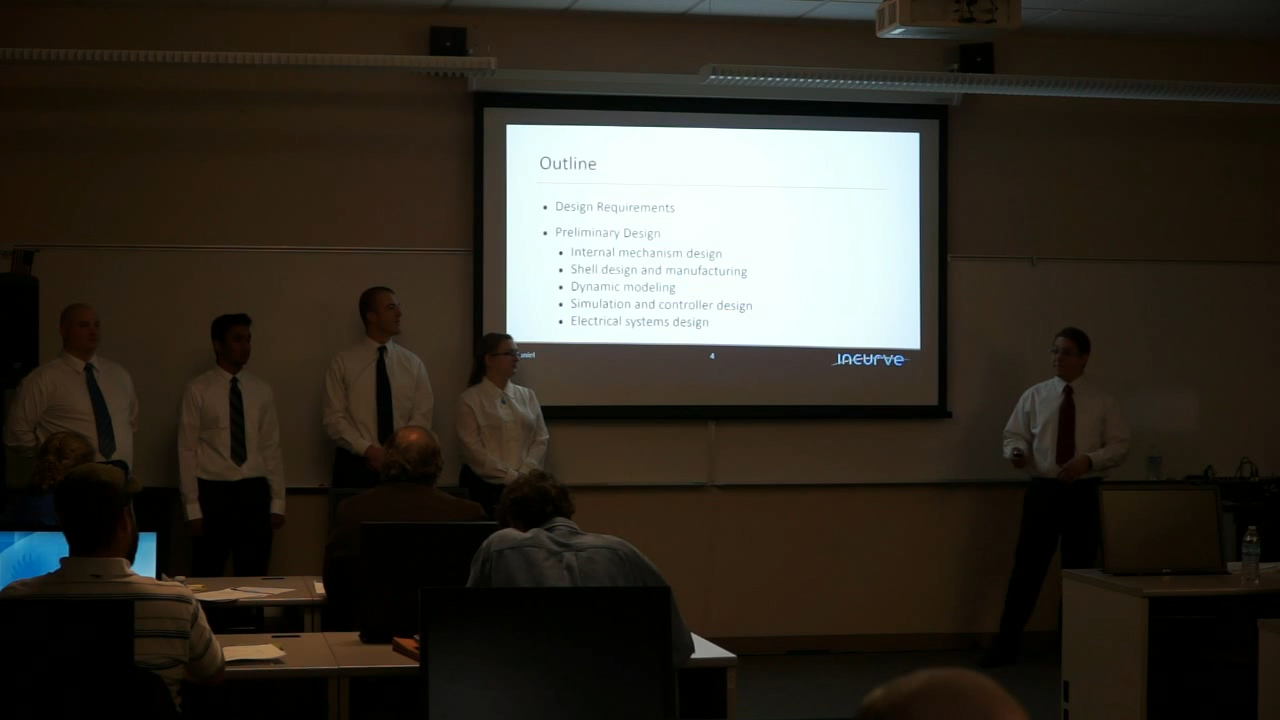 Outline
• Design Requirements
• Preliminary Design
• Internal mechanism design
• Shell design and manufacturing
• Dynamic modeling
• Simulation and controller design
• Electrical systems design
4
incurve